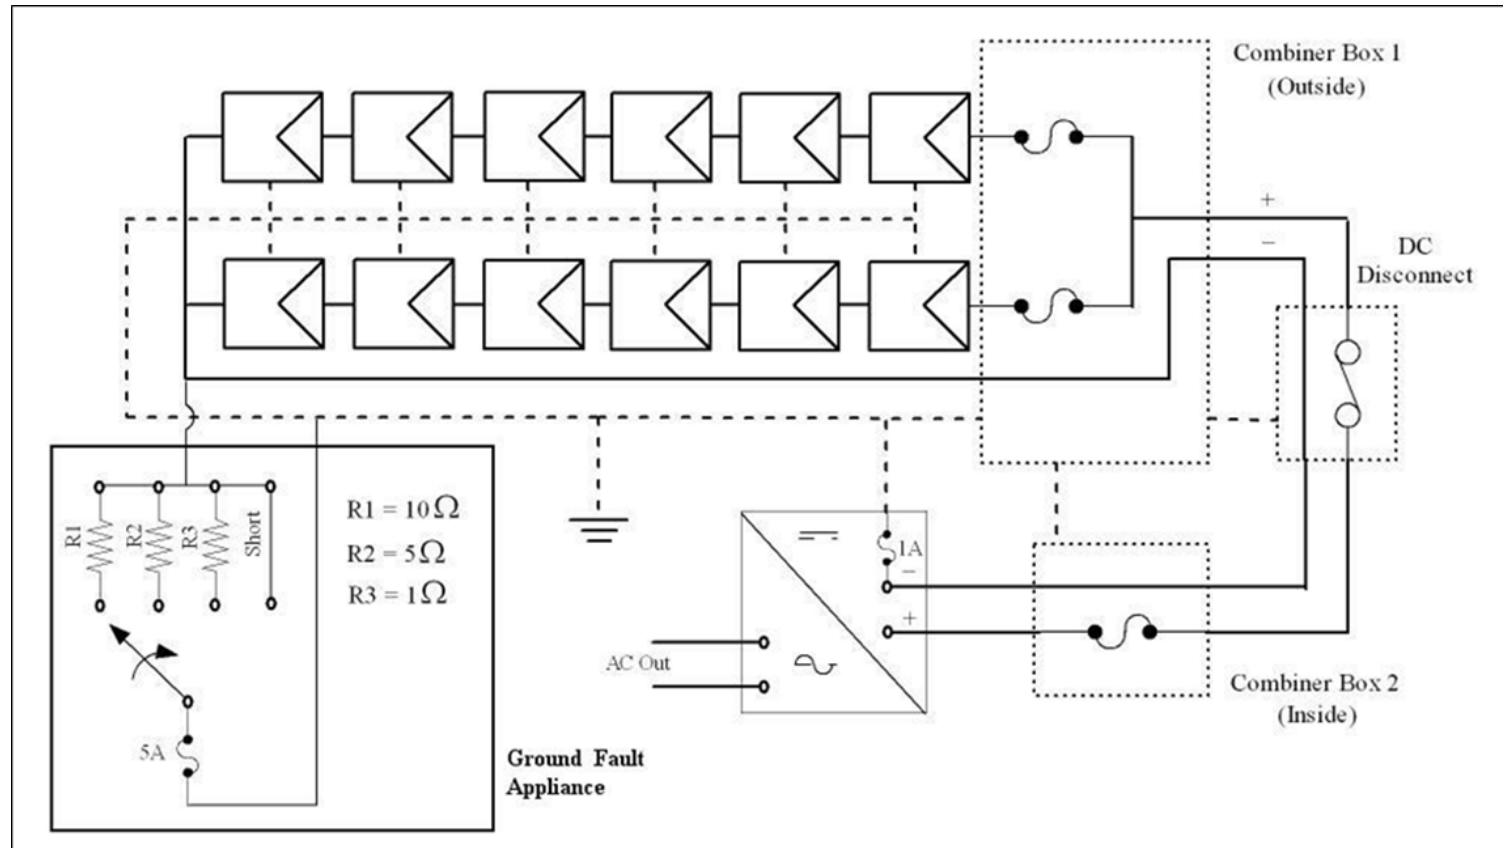 Combiner Box 1
(Outside)
+
−
DC
Disconnect
R1
R2
R3
Short
R1 = 10Ω
R2 = 5Ω
R3 = 1Ω
1A
−
+
AC Out
5A
Ground Fault
Appliance
Combiner Box 2
(Inside)